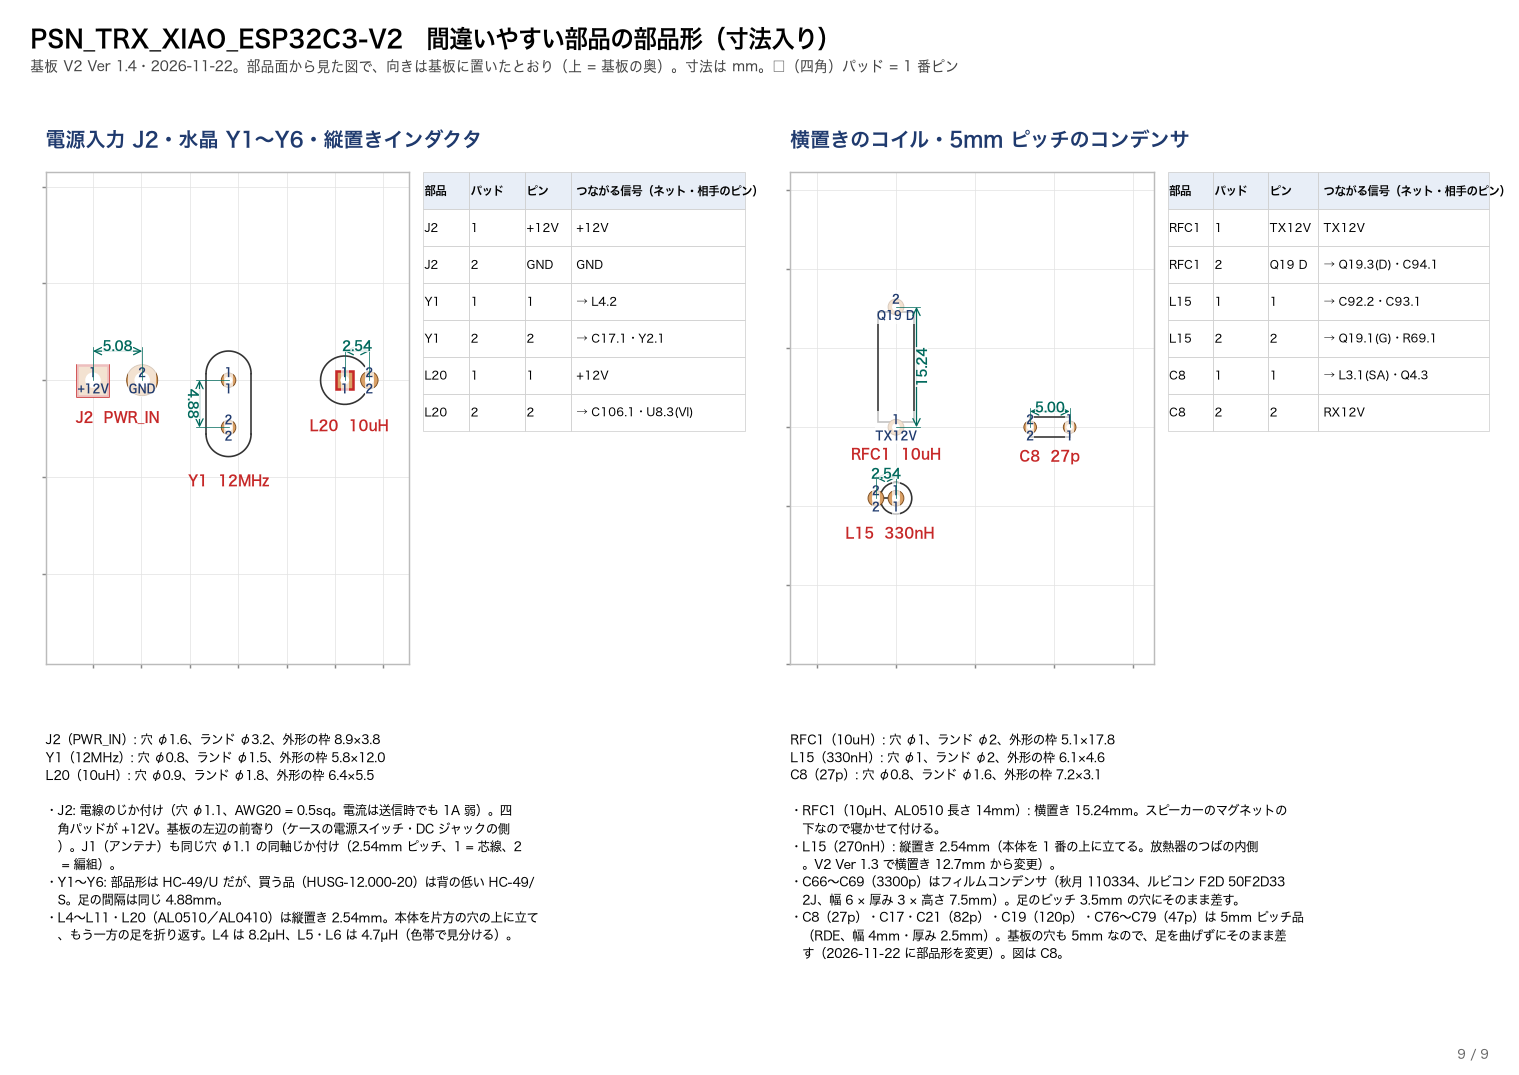 PSN_TRX_XIAO_ESP32C3-V2　間違いやすい部品の部品形（寸法入り）
基板 V2 Ver 1.4・2026-11-22。部品面から見た図で、向きは基板に置いたとおり（上 = 基板の奥）。寸法は mm。□（四角）パッド = 1 番ピン
電源入力 J2・水晶 Y1〜Y6・縦置きインダクタ
5.08
1
+12V
2
GND
J2 PWR_IN
1
1
4.88
2
2
Y1 12MHz
2.54
1
1
2
2
L20 10uH
部品 パッド ピン つながる信号（ネット・相手のピン）
J2 1 +12V +12V
J2 2 GND GND
Y1 1 1 → L4.2
Y1 2 2 → C17.1・Y2.1
L20 1 1 +12V
L20 2 2 → C106.1・U8.3(VI)
J2（PWR_IN）: 穴 φ1.6、ランド φ3.2、外形の枠 8.9×3.8
Y1（12MHz）: 穴 φ0.8、ランド φ1.5、外形の枠 5.8×12.0
L20（10uH）: 穴 φ0.9、ランド φ1.8、外形の枠 6.4×5.5
・J2: 電線のじか付け（穴 φ1.1、AWG20 = 0.5sq。電流は送信時でも 1A 弱）。四
角パッドが +12V。基板の左辺の前寄り（ケースの電源スイッチ・DC ジャックの側
）。J1（アンテナ）も同じ穴 φ1.1 の同軸じか付け（2.54mm ピッチ、1 = 芯線、2
= 編組）。
・Y1〜Y6: 部品形は HC-49/U だが、買う品（HUSG-12.000-20）は背の低い HC-49/
S。足の間隔は同じ 4.88mm。
・L4〜L11・L20（AL0510／AL0410）は縦置き 2.54mm。本体を片方の穴の上に立て
、もう一方の足を折り返す。L4 は 8.2μH、L5・L6 は 4.7μH（色帯で見分ける）。
横置きのコイル・5mm ピッチのコンデンサ
2
Q19 D
15.24
1
TX12V
RFC1 10uH
2.54
2
2
1
1
L15 330nH
5.00
2
2
1
1
C8 27p
部品 パッド ピン つながる信号（ネット・相手のピン）
RFC1 1 TX12V TX12V
RFC1 2 Q19 D → Q19.3(D)・C94.1
L15 1 1 → C92.2・C93.1
L15 2 2 → Q19.1(G)・R69.1
C8 1 1 → L3.1(SA)・Q4.3
C8 2 2 RX12V
RFC1（10uH）: 穴 φ1、ランド φ2、外形の枠 5.1×17.8
L15（330nH）: 穴 φ1、ランド φ2、外形の枠 6.1×4.6
C8（27p）: 穴 φ0.8、ランド φ1.6、外形の枠 7.2×3.1
・RFC1（10μH、AL0510 長さ 14mm）: 横置き 15.24mm。スピーカーのマグネットの
下なので寝かせて付ける。
・L15（270nH）: 縦置き 2.54mm（本体を 1 番の上に立てる。放熱器のつばの内側
。V2 Ver 1.3 で横置き 12.7mm から変更）。
・C66〜C69（3300p）はフィルムコンデンサ（秋月 110334、ルビコン F2D 50F2D33
2J、幅 6 × 厚み 3 × 高さ 7.5mm）。足のピッチ 3.5mm の穴にそのまま差す。
・C8（27p）・C17・C21（82p）・C19（120p）・C76〜C79（47p）は 5mm ピッチ品
（RDE、幅 4mm・厚み 2.5mm）。基板の穴も 5mm なので、足を曲げずにそのまま差
す（2026-11-22 に部品形を変更）。図は C8。
9 / 9